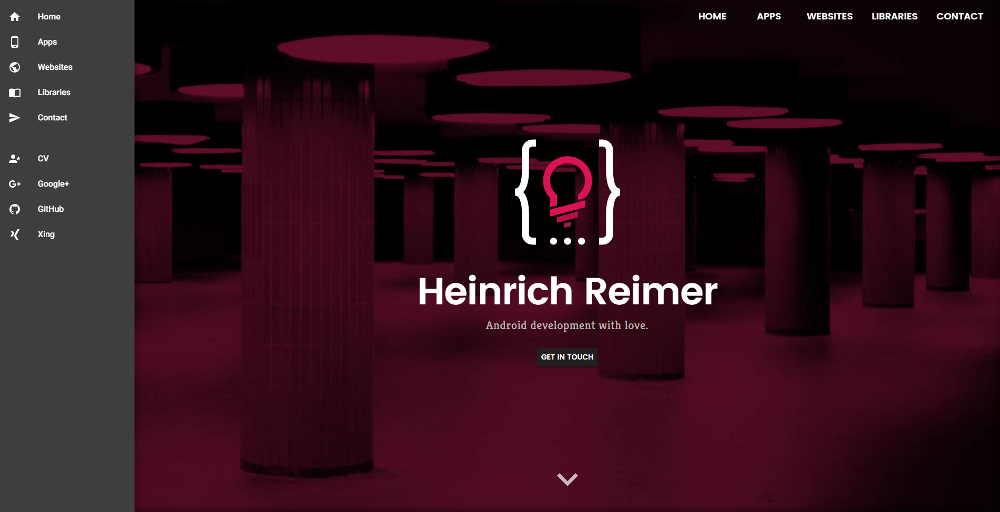 Home
Apps
Websites
Libraries
Contact
CV
Google+
GitHub
Xing
HOME APPS WEBSITES LIBRARIES CONTACT
{...}
Heinrich Reimer
Android development with love.
GET IN TOUCH